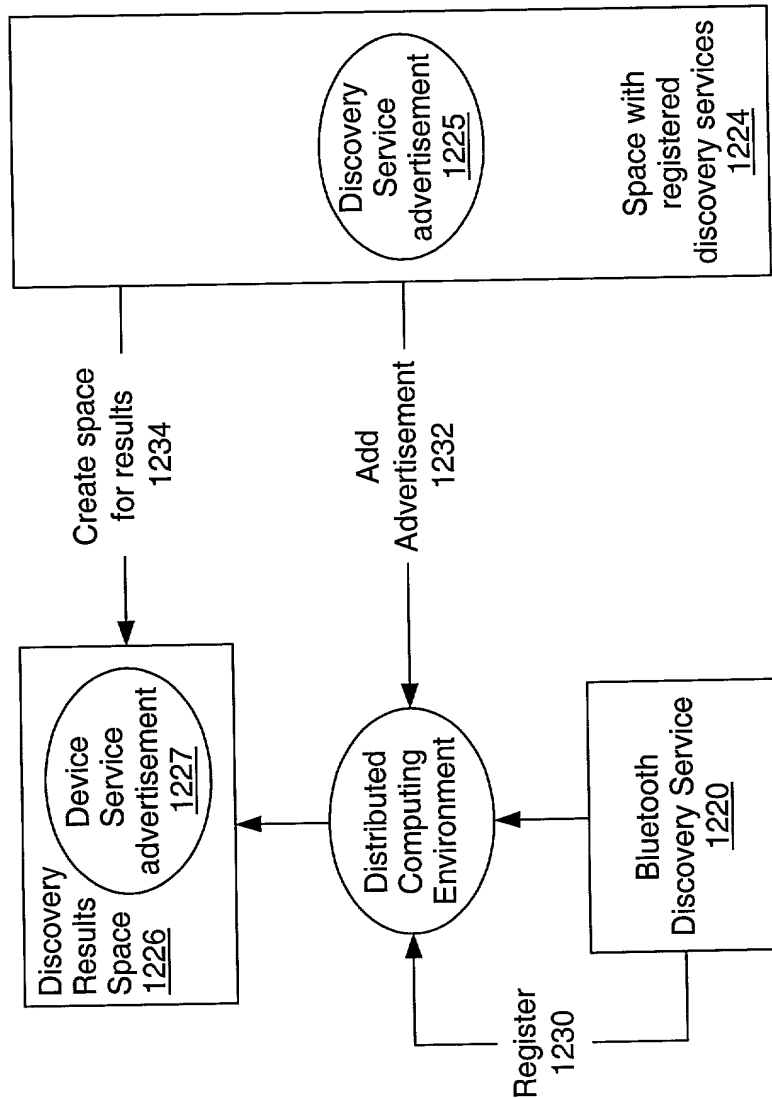 Discovery
Results
Space
1226
Device
Service
advertisement
1227
Create space
for results
1234
Discovery
Service
advertisement
1225
Space with
registered
discovery services
1224
Distributed
Computing
Environment
Add
Advertisement
1232
Register
1230
Bluetooth
Discovery Service
1220